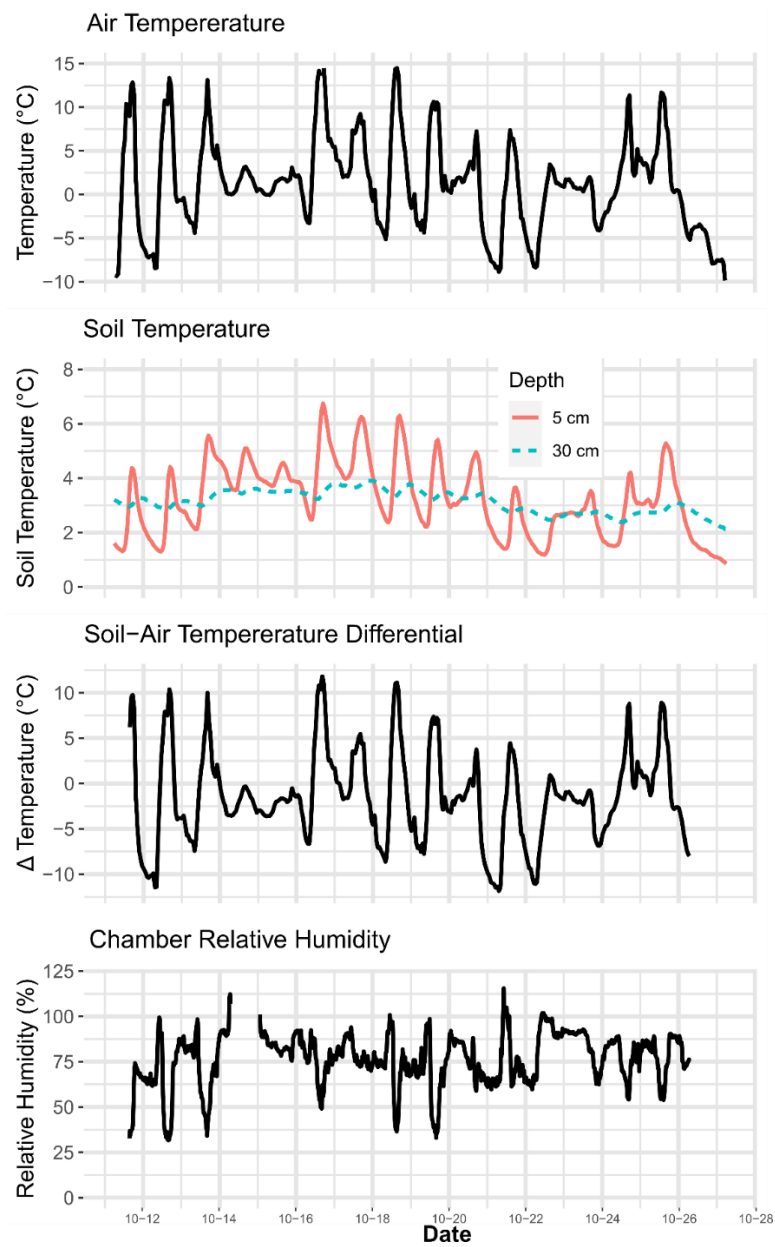 Air Tempererature
Temperature (°C)
15
10
5
0
−5
−10
Soil Temperature
Soil Temperature (°C)
8
6
4
2
0
Depth
5 cm
30 cm
Soil−Air Tempererature Differential
Δ Temperature (°C)
10
5
0
−5
−10
Chamber Relative Humidity
Relative Humidity (%)
125
100
75
50
25
0
10−12 10−14 10−16 10−18 10−20 10−22 10−24 10−26 10−28
Date